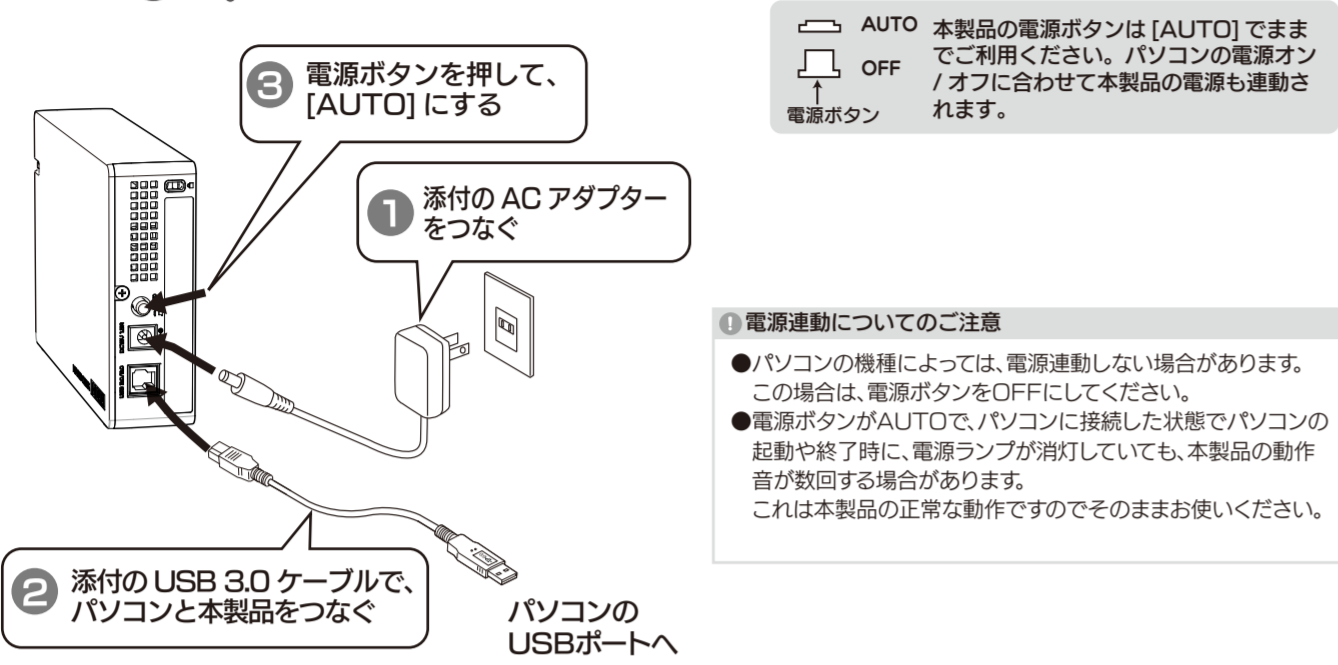 ③ 電源ボタンを押して、
[AUTO] にする
① 添付の AC アダプター
をつなぐ
② 添付の USB 3.0 ケーブルで、
パソコンと本製品をつなぐ
パソコンの
USBポートへ
AUTO
OFF
電源ボタン
本製品の電源ボタンは [AUTO] でまま
でご利用ください。パソコンの電源オン
/ オフに合わせて本製品の電源も連動さ
れます。
! 電源連動についてのご注意
●パソコンの機種によっては、電源連動しない場合があります。
この場合は、電源ボタンをOFFにしてください。
●電源ボタンがAUTOで、パソコンに接続した状態でパソコンの
起動や終了時に、電源ランプが消灯していても、本製品の動作
音が数回する場合があります。
これは本製品の正常な動作ですのでそのままお使いください。